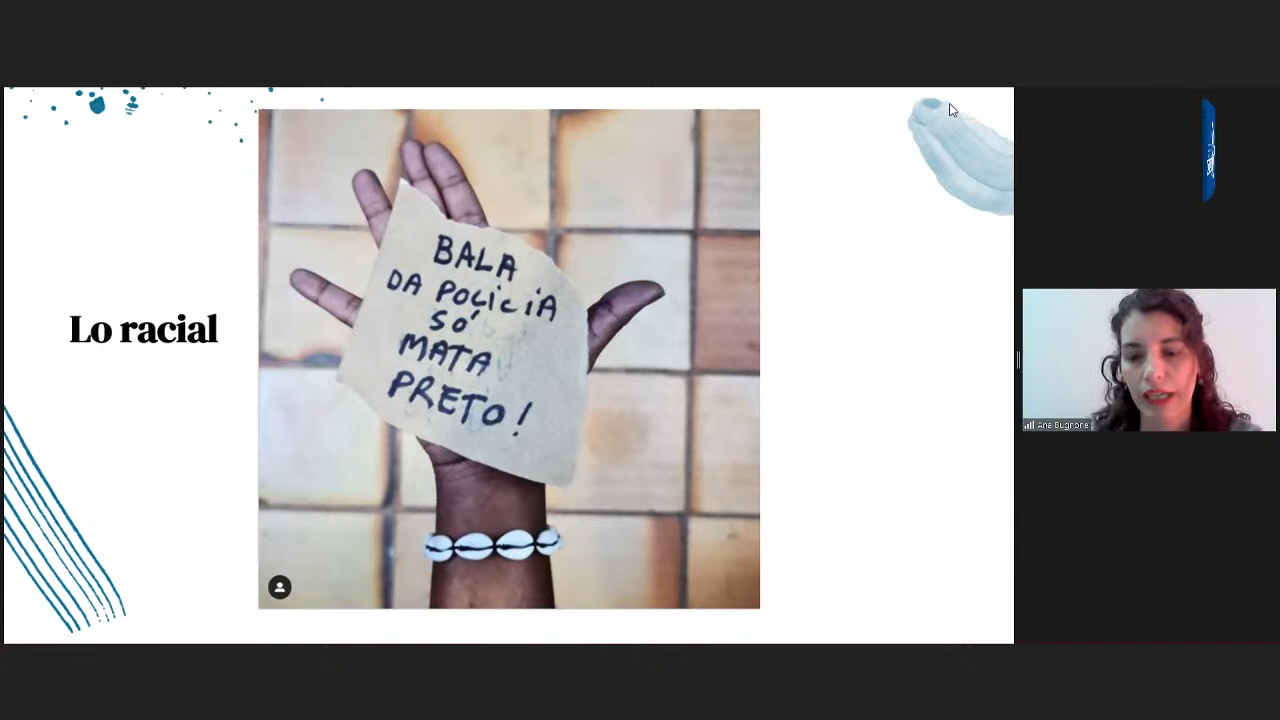 Lo racial
BALA
DA POLICIA
SÓ
MATA
PRETO!
Ana Bugnone